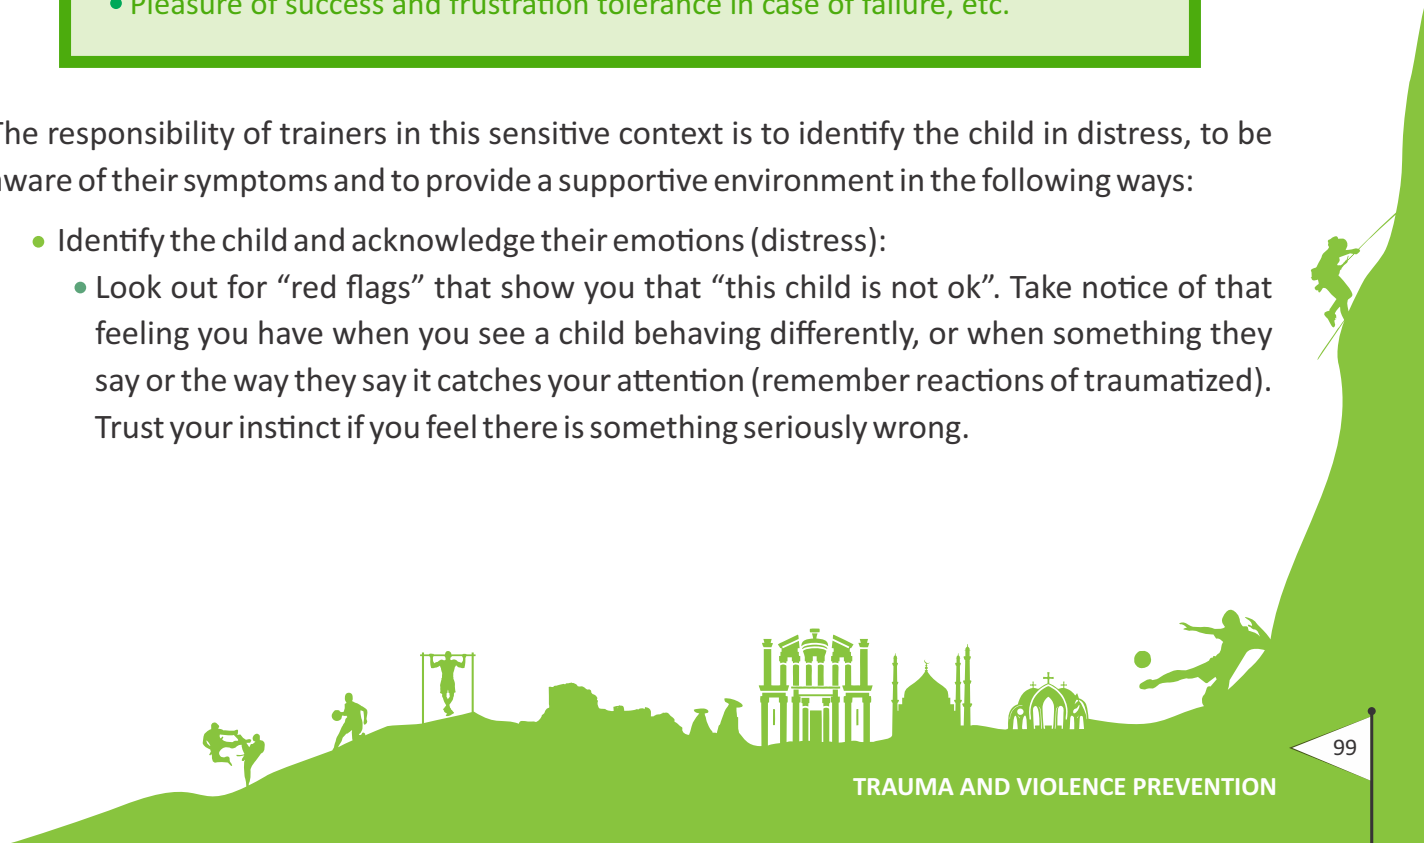 • Pleasure of success and frustration tolerance in case of failure, etc.
The responsibility of trainers in this sensitive context is to identify the child in distress, to be
aware of their symptoms and to provide a supportive environment in the following ways:
• Identify the child and acknowledge their emotions (distress):
• Look out for “red flags” that show you that “this child is not ok”. Take notice of that
feeling you have when you see a child behaving differently, or when something they
say or the way they say it catches your attention (remember reactions of traumatized).
Trust your instinct if you feel there is something seriously wrong.
99
TRAUMA AND VIOLENCE PREVENTION